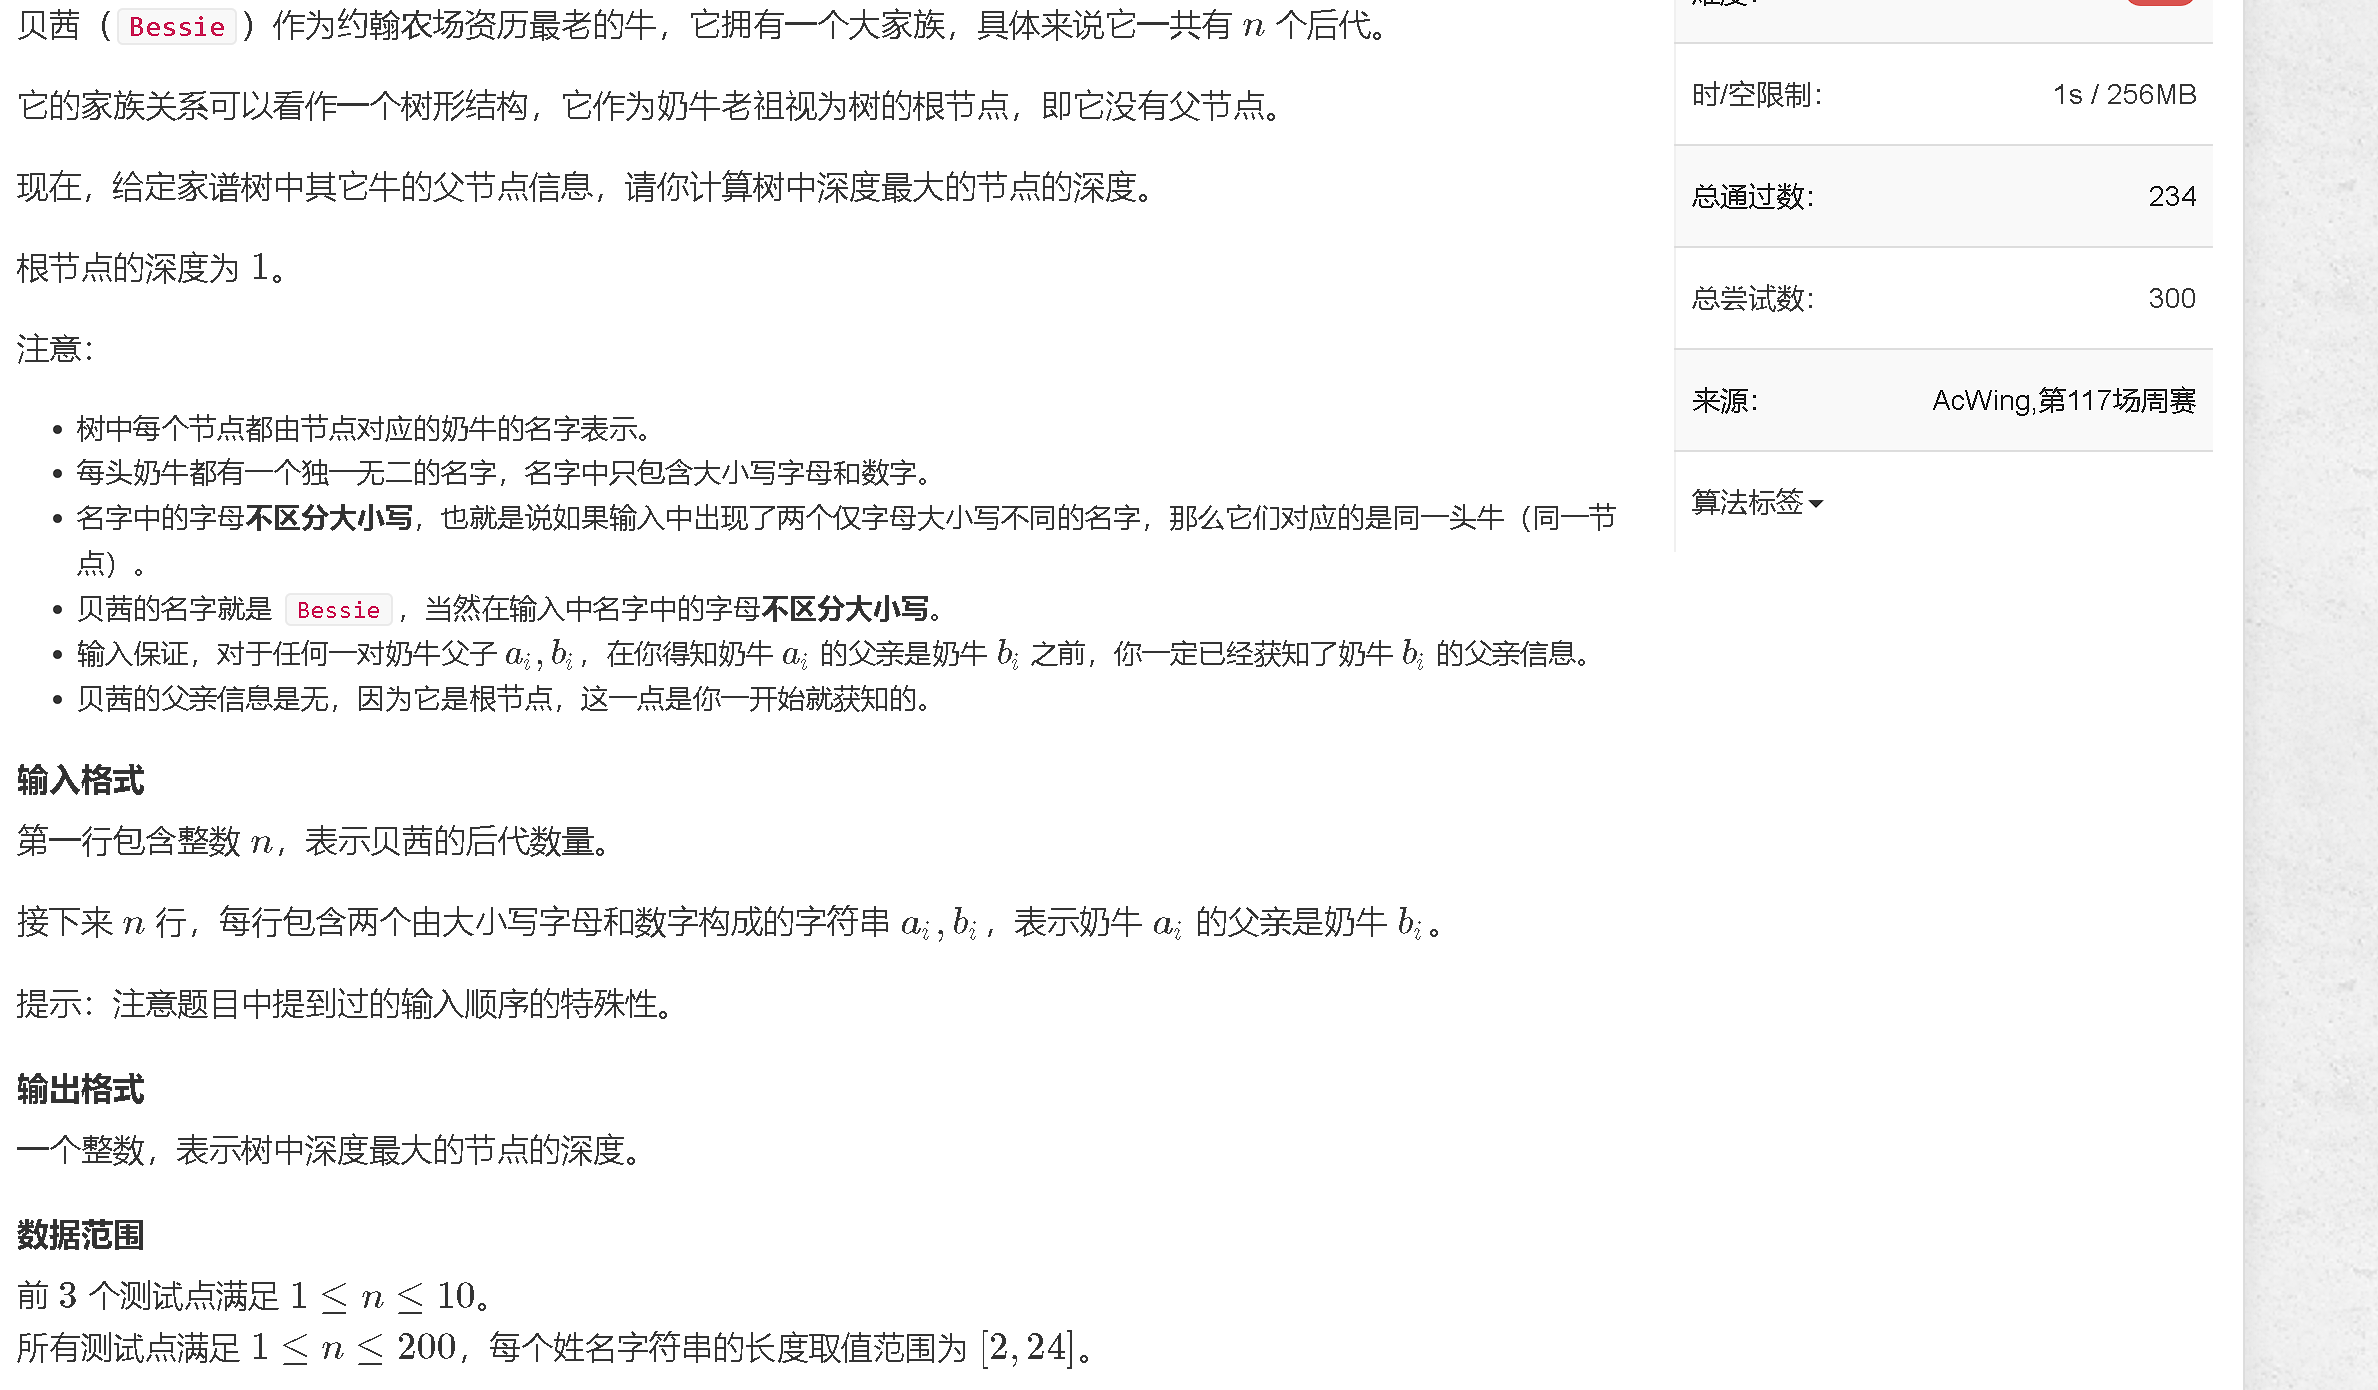 贝茜（Bessie）作为约翰农场资历最老的牛，它拥有一个大家族，具体来说它一共有 n 个后代。
它的家族关系可以看作一个树形结构，它作为奶牛老祖视为树的根节点，即它没有父节点。
现在，给定家谱树中其它牛的父节点信息，请你计算树中深度最大的节点的深度。
根节点的深度为 1。
注意：
• 树中每个节点都由节点对应的奶牛的名字表示。
• 每头奶牛都有一个独一无二的名字，名字中只包含大小写字母和数字。
• 名字中的字母不区分大小写，也就是说如果输入中出现了两个仅字母大小写不同的名字，那么它们对应的是同一头牛（同一节
点）。
• 贝茜的名字就是 Bessie，当然在输入中名字中的字母不区分大小写。
• 输入保证，对于任何一对奶牛父子 aᵢ, bᵢ，在你得知奶牛 aᵢ 的父亲是奶牛 bᵢ 之前，你一定已经获知了奶牛 bᵢ 的父亲信息。
• 贝茜的父亲信息是无，因为它是根节点，这一点是你一开始就获知的。
输入格式
第一行包含整数 n，表示贝茜的后代数量。
接下来 n 行，每行包含两个由大小写字母和数字构成的字符串 aᵢ, bᵢ，表示奶牛 aᵢ 的父亲是奶牛 bᵢ。
提示：注意题目中提到过的输入顺序的特殊性。
输出格式
一个整数，表示树中深度最大的节点的深度。
数据范围
前 3 个测试点满足 1 ≤ n ≤ 10。
所有测试点满足 1 ≤ n ≤ 200，每个姓名字符串的长度取值范围为 [2, 24]。
时/空限制： 1s / 256MB
总通过数： 234
总尝试数： 300
来源： AcWing,第117场周赛
算法标签